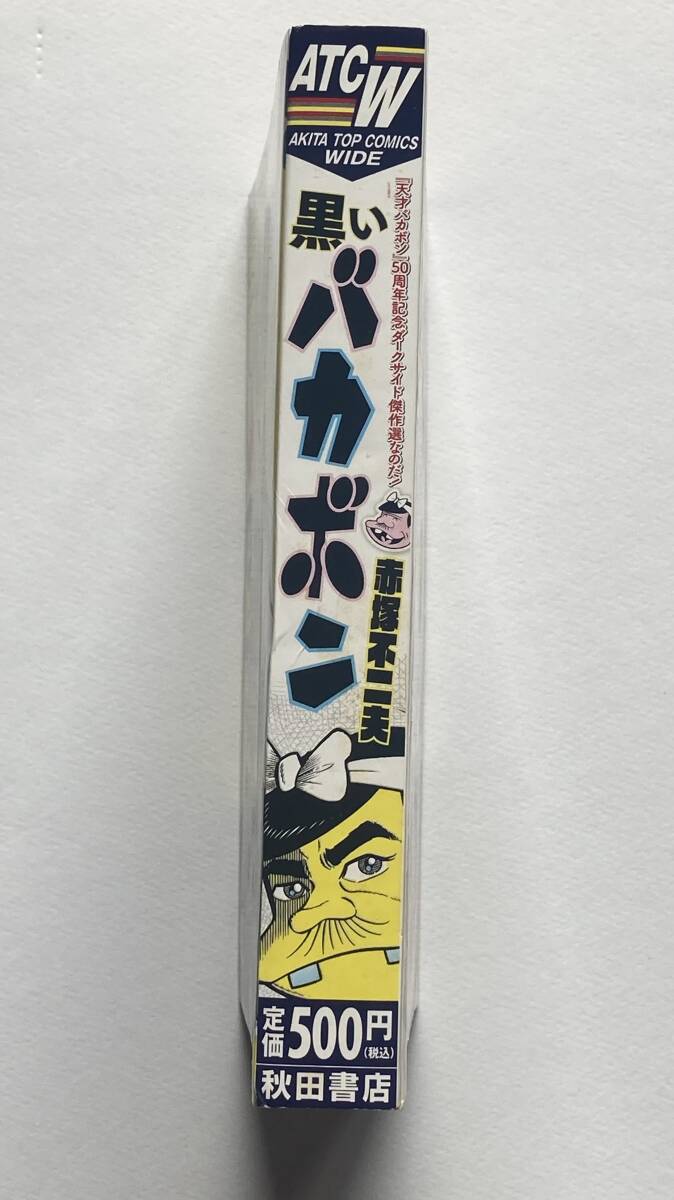 ATCW
AKITA TOP COMICS
WIDE
『天才バカボン』50周年記念ダークサイド傑作選なのだ!
黒いバカボン
赤塚不二夫
定価500円(税込)
秋田書店